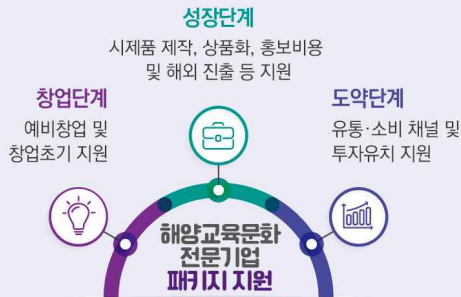 성장단계
시제품 제작, 상품화, 홍보비용
및 해외 진출 등 지원
창업단계
예비창업 및
창업초기 지원
도약단계
유통·소비 채널 및
투자유치 지원
해양교육문화
전문기업
패키지 지원